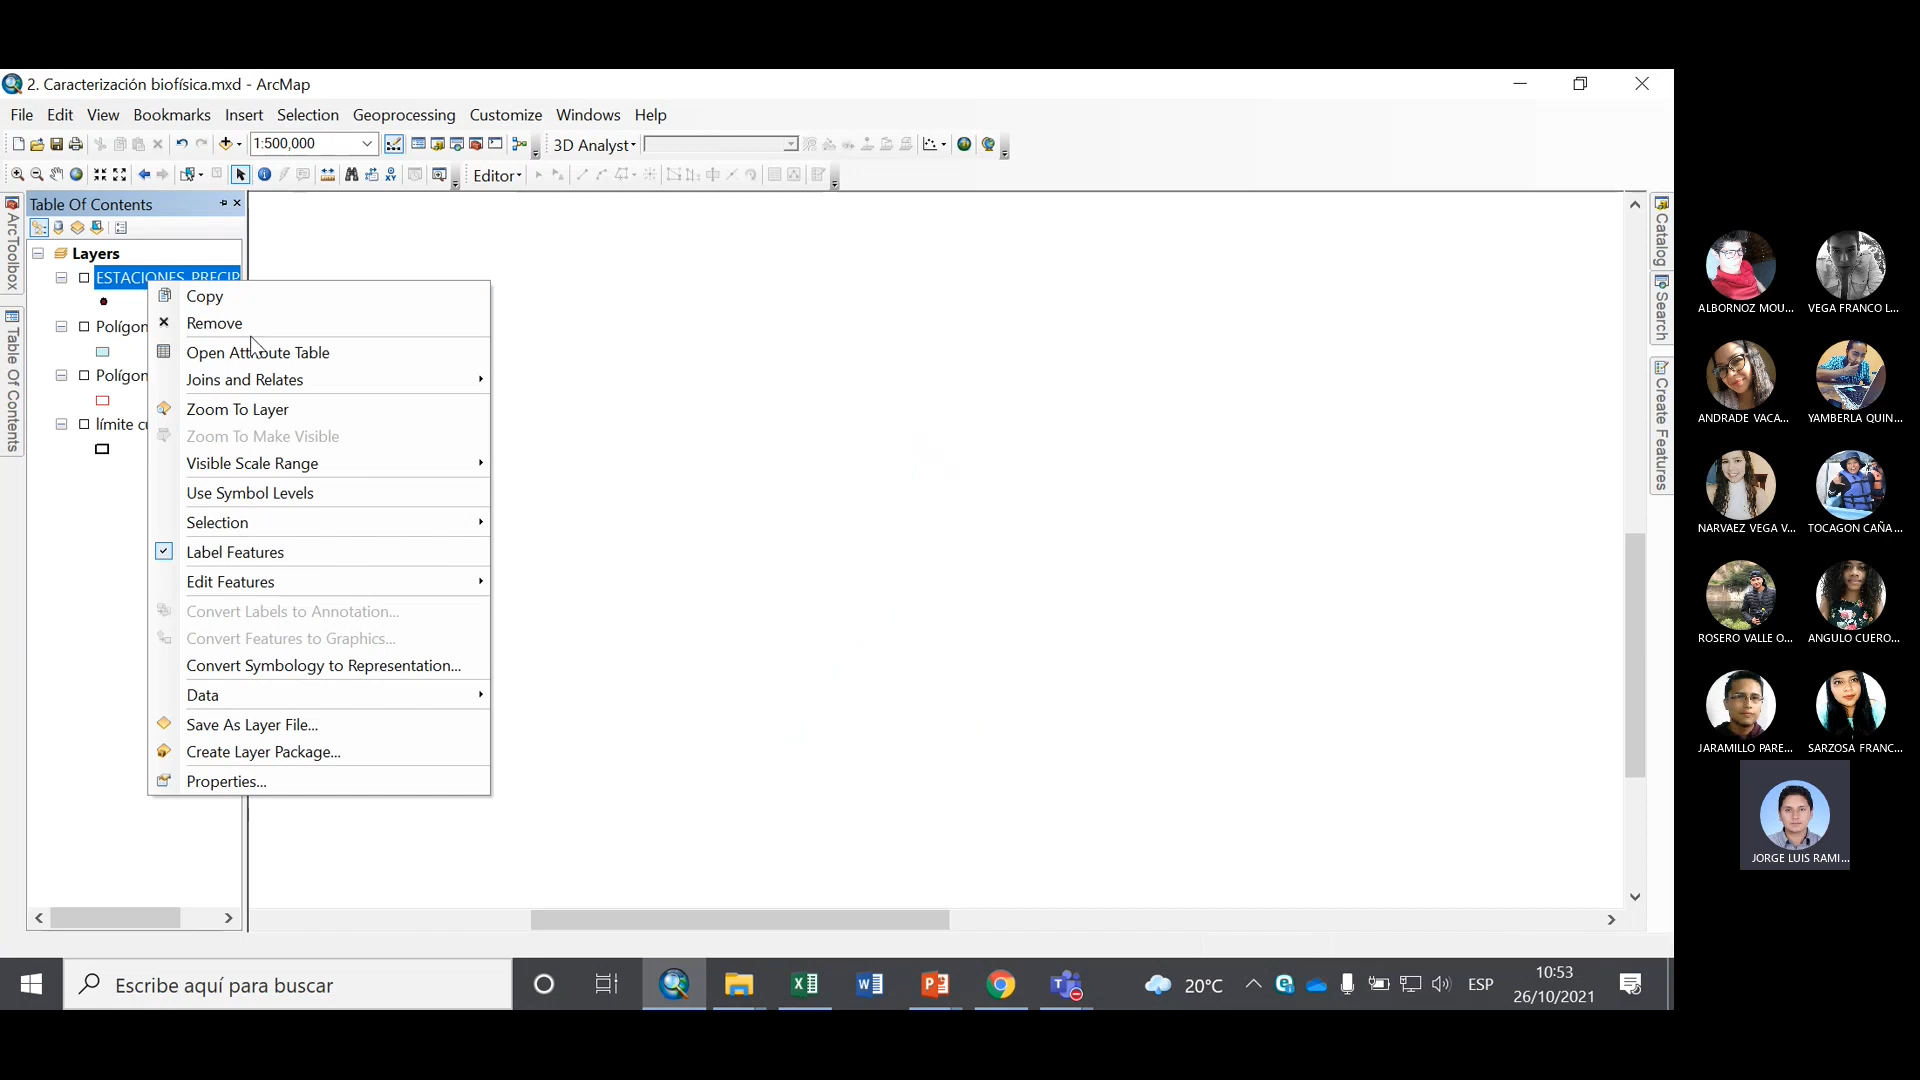 2. Caracterización biofísica.mxd - ArcMap
File Edit View Bookmarks Insert Selection Geoprocessing Customize Windows Help
1:500,000
3D Analyst
Editor
Table Of Contents
ArcToolbox
Table Of Contents
Layers
ESTACIONES_PRECIP
Polígon
Polígon
límite cu
Copy
Remove
Open Attribute Table
Joins and Relates
Zoom To Layer
Zoom To Make Visible
Visible Scale Range
Use Symbol Levels
Selection
Label Features
Edit Features
Convert Labels to Annotation...
Convert Features to Graphics...
Convert Symbology to Representation...
Data
Save As Layer File...
Create Layer Package...
Properties...
Catalog
Search
Create Features
ALBORNOZ MOU...
VEGA FRANCO L...
ANDRADE VACA...
YAMBERLA QUIN...
NARVAEZ VEGA V...
TOCAGON CAÑA ...
ROSERO VALLE O...
ANGULO CUERO...
JARAMILLO PARE...
SARZOSA FRANC...
JORGE LUIS RAMI...
Escribe aquí para buscar
20°C
ESP
10:53
26/10/2021